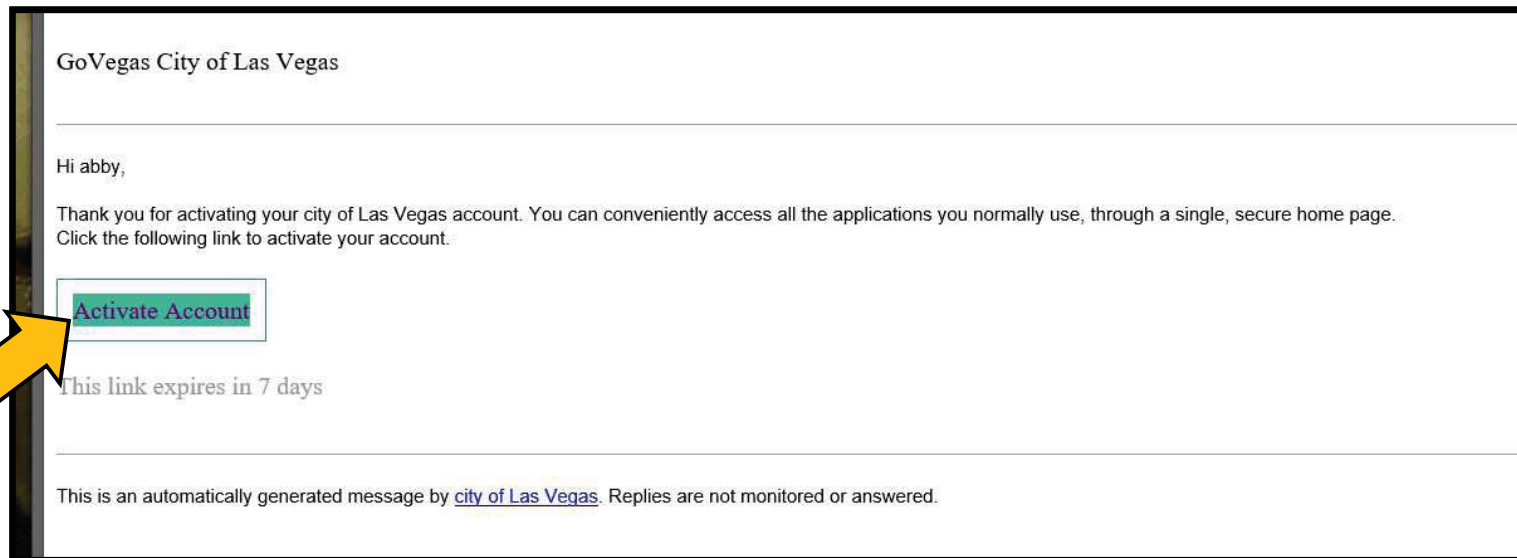 GoVegas City of Las Vegas
Hi abby,
Thank you for activating your city of Las Vegas account. You can conveniently access all the applications you normally use, through a single, secure home page.
Click the following link to activate your account.
Activate Account
This link expires in 7 days
This is an automatically generated message by city of Las Vegas. Replies are not monitored or answered.